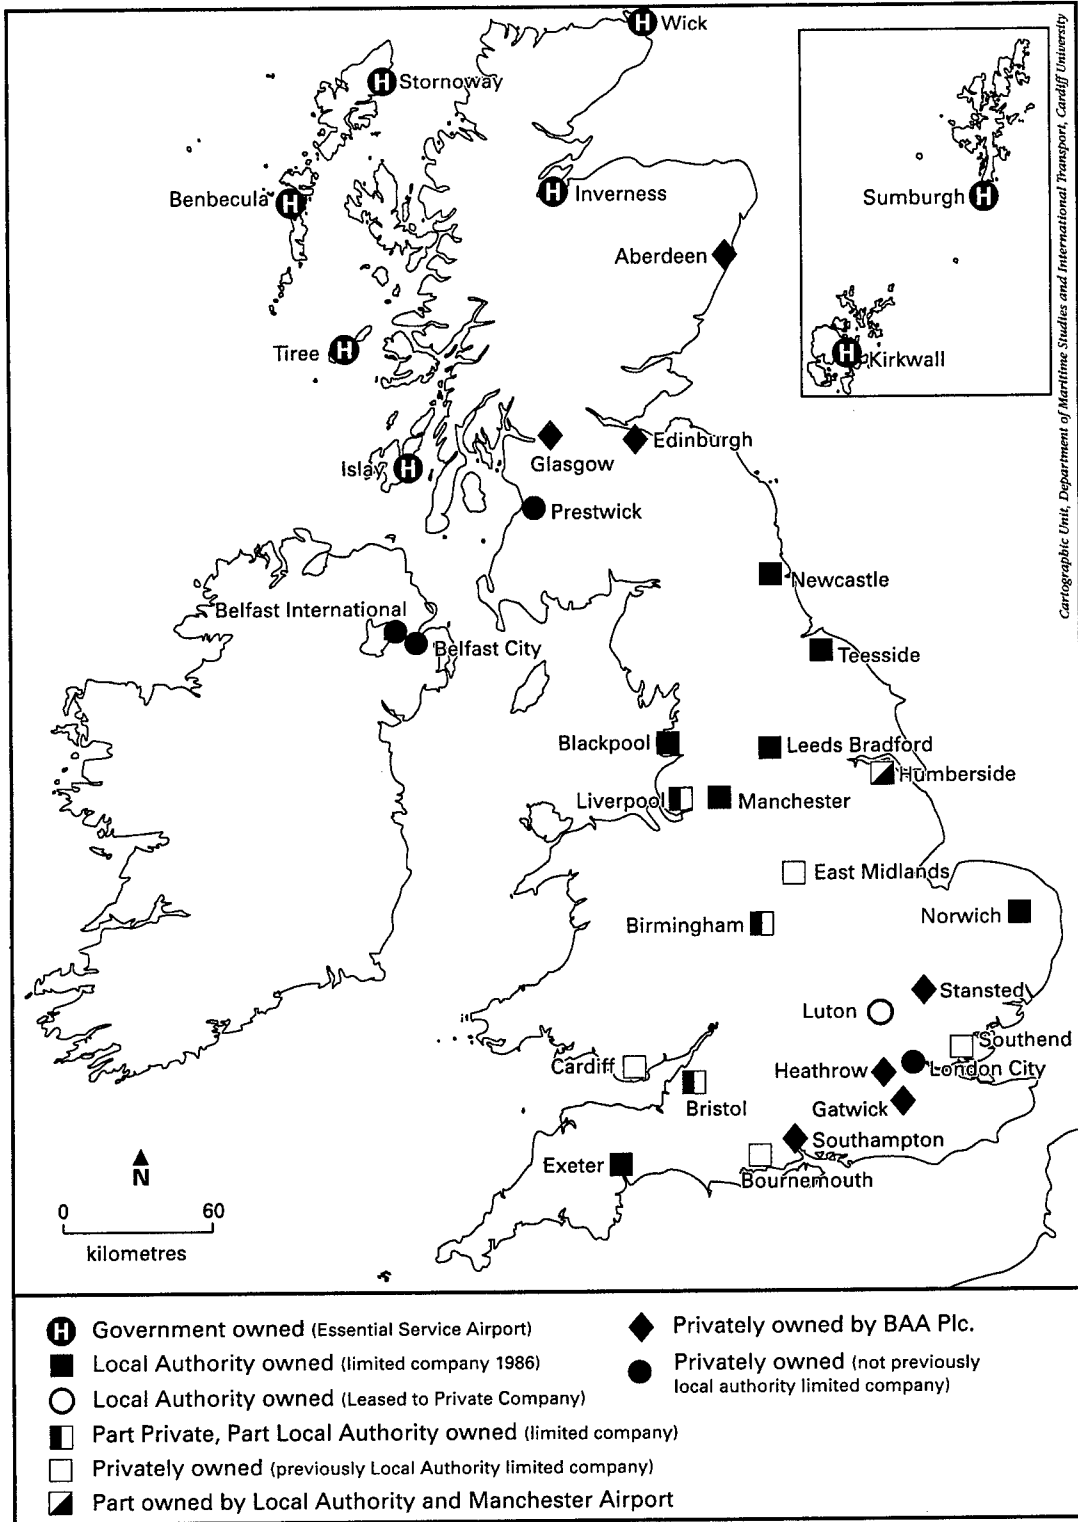 H Wick
H Stornoway
Benbecula H
H Inverness
Sumburgh H
Aberdeen
Tiree H
H Kirkwall
Edinburgh
Glasgow
Islay H
Prestwick
Newcastle
Belfast International
Belfast City
Teesside
Blackpool
Leeds Bradford
Humberside
Liverpool
Manchester
East Midlands
Birmingham
Norwich
Stansted
Luton
Southend
Cardiff
Heathrow
London City
Bristol
Gatwick
Southampton
Exeter
Bournemouth
N
0 60
kilometres
Cartographic Unit, Department of Maritime Studies and International Transport, Cardiff University
H Government owned (Essential Service Airport)
Local Authority owned (limited company 1986)
Local Authority owned (Leased to Private Company)
Part Private, Part Local Authority owned (limited company)
Privately owned (previously Local Authority limited company)
Part owned by Local Authority and Manchester Airport
Privately owned by BAA Plc.
Privately owned (not previously
local authority limited company)